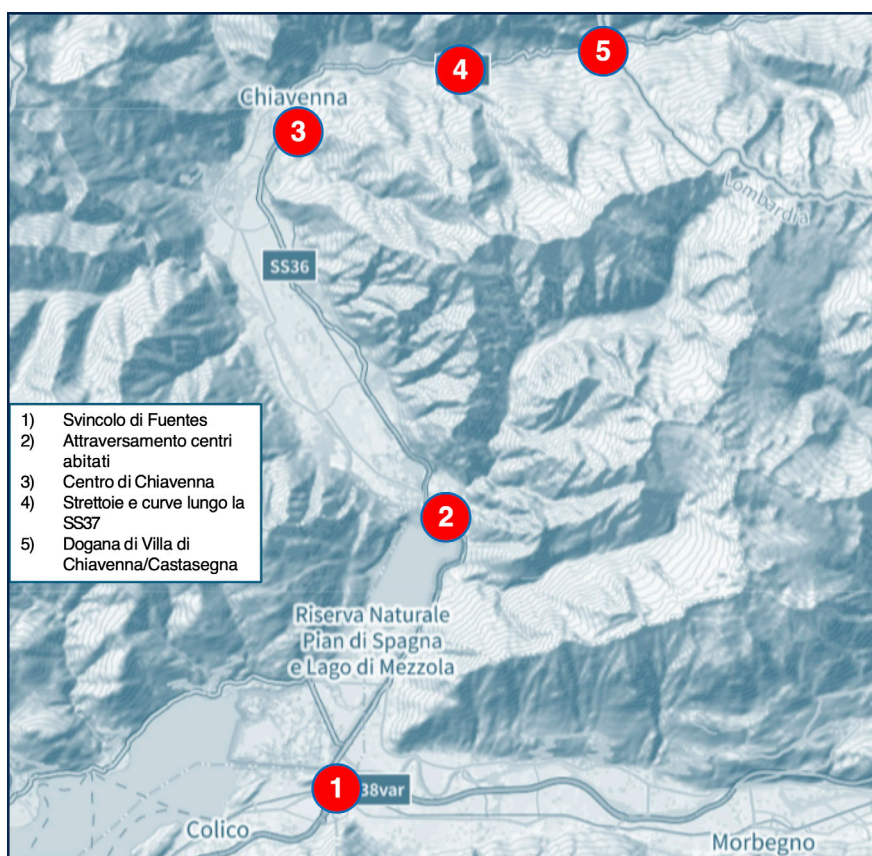 5
4
Chiavenna
3
Lombardia
SS36
1) Svincolo di Fuentes
2) Attraversamento centri
abitati
3) Centro di Chiavenna
4) Strettoie e curve lungo la
SS37
5) Dogana di Villa di
Chiavenna/Castasegna
2
Riserva Naturale
Pian di Spagna
e Lago di Mezzola
1
38var
Colico
Morbegno